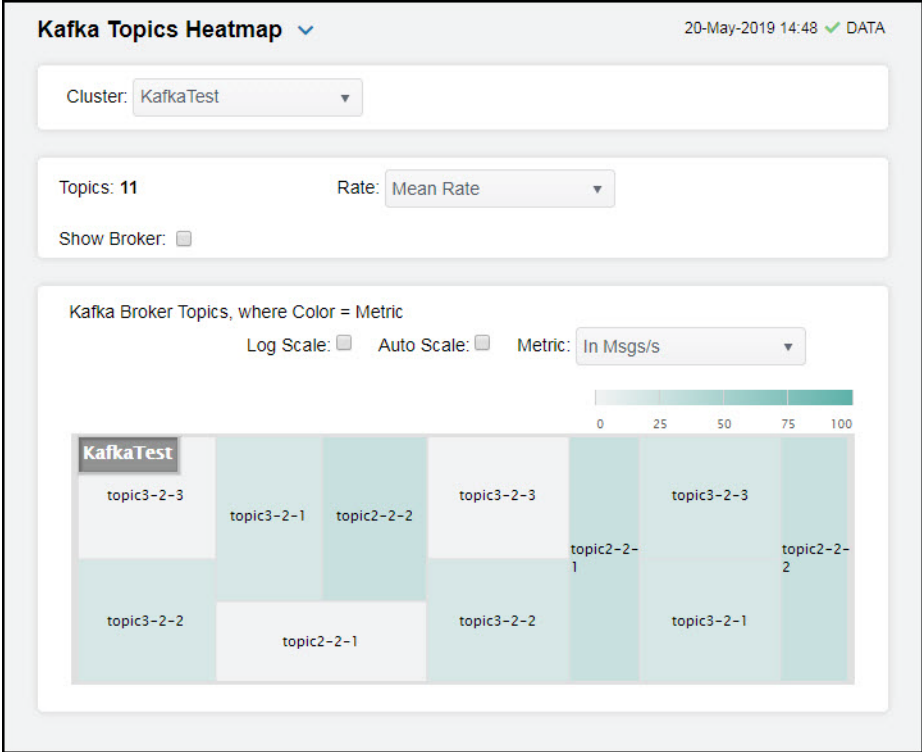 Kafka Topics Heatmap
20-May-2019 14:48 DATA
Cluster: KafkaTest
Topics: 11 Rate: Mean Rate
Show Broker:
Kafka Broker Topics, where Color = Metric
Log Scale: Auto Scale: Metric: In Msgs/s
0 25 50 75 100
KafkaTest
topic3-2-3
topic3-2-1
topic2-2-2
topic3-2-3
topic2-2-
1
topic3-2-3
topic2-2-
2
topic3-2-2
topic2-2-1
topic3-2-2
topic3-2-1